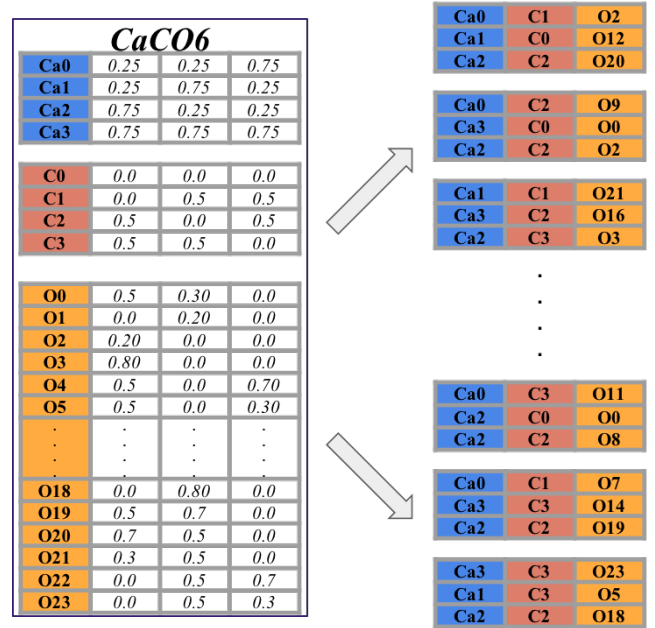 CaCO6
Ca0 0.25 0.25 0.75
Ca1 0.25 0.75 0.25
Ca2 0.75 0.25 0.25
Ca3 0.75 0.75 0.75
C0 0.0 0.0 0.0
C1 0.0 0.5 0.5
C2 0.5 0.0 0.5
C3 0.5 0.5 0.0
O0 0.5 0.30 0.0
O1 0.0 0.20 0.0
O2 0.20 0.0 0.0
O3 0.80 0.0 0.0
O4 0.5 0.0 0.70
O5 0.5 0.0 0.30
. . . .
. . . .
. . . .
O18 0.0 0.80 0.0
O19 0.5 0.7 0.0
O20 0.7 0.5 0.0
O21 0.3 0.5 0.0
O22 0.0 0.5 0.7
O23 0.0 0.5 0.3
Ca0 C1 O2
Ca1 C0 O12
Ca2 C2 O20
Ca0 C2 O9
Ca3 C0 O0
Ca2 C2 O2
Ca1 C1 O21
Ca3 C2 O16
Ca2 C3 O3
.
.
.
.
Ca0 C3 O11
Ca2 C0 O0
Ca2 C2 O8
Ca0 C1 O7
Ca3 C3 O14
Ca2 C2 O19
Ca3 C3 O23
Ca1 C3 O5
Ca2 C2 O18